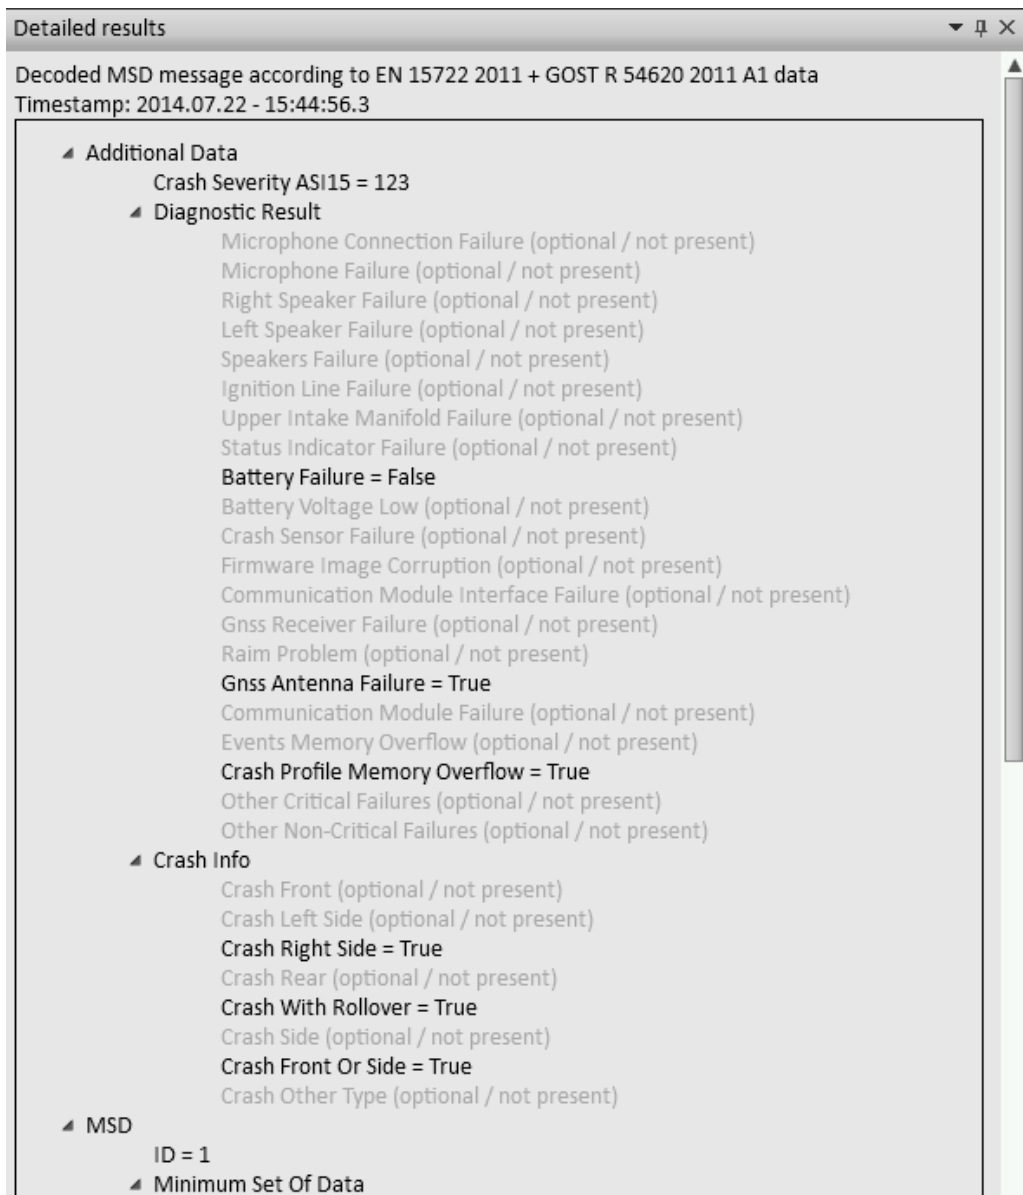 Detailed results
Decoded MSD message according to EN 15722 2011 + GOST R 54620 2011 A1 data
Timestamp: 2014.07.22 - 15:44:56.3
Additional Data
Crash Severity ASI15 = 123
Diagnostic Result
Microphone Connection Failure (optional / not present)
Microphone Failure (optional / not present)
Right Speaker Failure (optional / not present)
Left Speaker Failure (optional / not present)
Speakers Failure (optional / not present)
Ignition Line Failure (optional / not present)
Upper Intake Manifold Failure (optional / not present)
Status Indicator Failure (optional / not present)
Battery Failure = False
Battery Voltage Low (optional / not present)
Crash Sensor Failure (optional / not present)
Firmware Image Corruption (optional / not present)
Communication Module Interface Failure (optional / not present)
Gnss Receiver Failure (optional / not present)
Raim Problem (optional / not present)
Gnss Antenna Failure = True
Communication Module Failure (optional / not present)
Events Memory Overflow (optional / not present)
Crash Profile Memory Overflow = True
Other Critical Failures (optional / not present)
Other Non-Critical Failures (optional / not present)
Crash Info
Crash Front (optional / not present)
Crash Left Side (optional / not present)
Crash Right Side = True
Crash Rear (optional / not present)
Crash With Rollover = True
Crash Side (optional / not present)
Crash Front Or Side = True
Crash Other Type (optional / not present)
MSD
ID = 1
Minimum Set Of Data